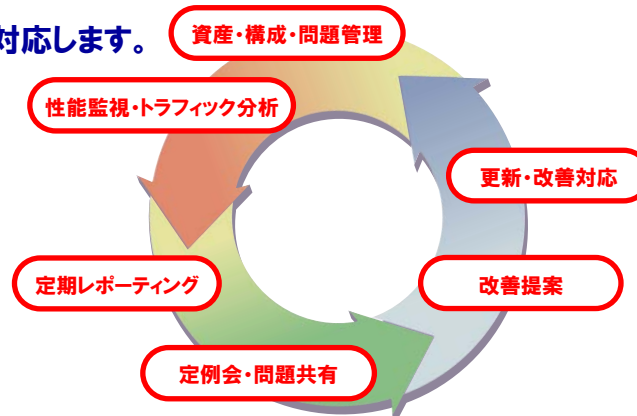 対応します。
資産・構成・問題管理
性能監視・トラフィック分析
更新・改善対応
定期レポーティング
改善提案
定例会・問題共有